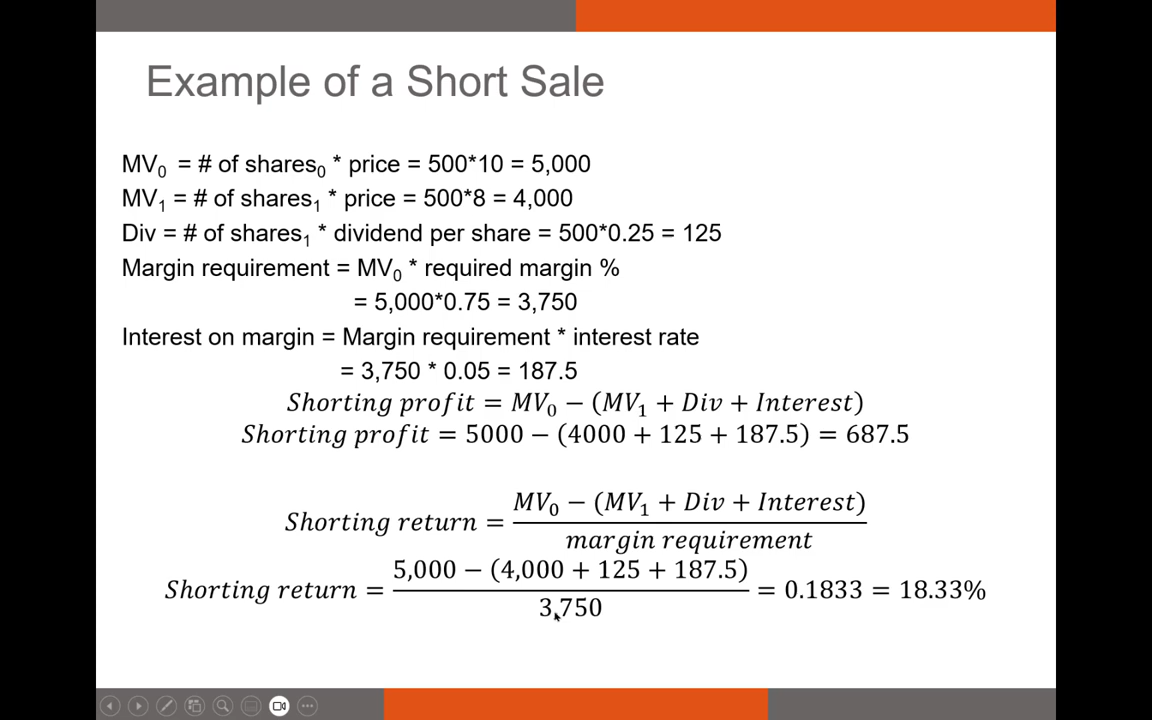 Example of a Short Sale
MV₀ = # of shares₀ * price = 500*10 = 5,000
MV₁ = # of shares₁ * price = 500*8 = 4,000
Div = # of shares₁ * dividend per share = 500*0.25 = 125
Margin requirement = MV₀ * required margin %
= 5,000*0.75 = 3,750
Interest on margin = Margin requirement * interest rate
= 3,750 * 0.05 = 187.5
Shorting profit = MV₀ − (MV₁ + Div + Interest)
Shorting profit = 5000 − (4000 + 125 + 187.5) = 687.5
MV₀ − (MV₁ + Div + Interest)
Shorting return =
margin requirement
5,000 − (4,000 + 125 + 187.5)
Shorting return = = 0.1833 = 18.33%
3,750